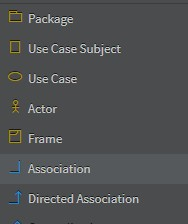 Package
Use Case Subject
Use Case
Actor
Frame
Association
Directed Association